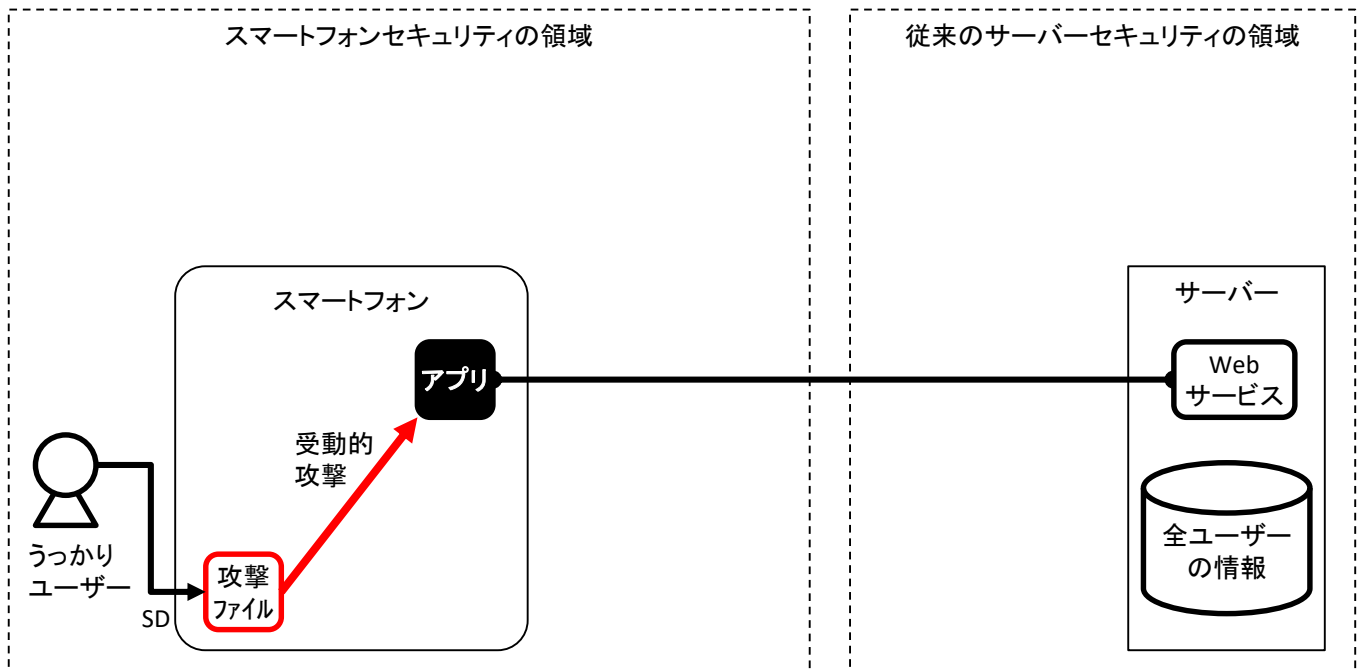 スマートフォンセキュリティの領域
従来のサーバーセキュリティの領域
スマートフォン
サーバー
アプリ
Web
サービス
受動的
攻撃
うっかり
ユーザー
SD
攻撃
ファイル
全ユーザー
の情報